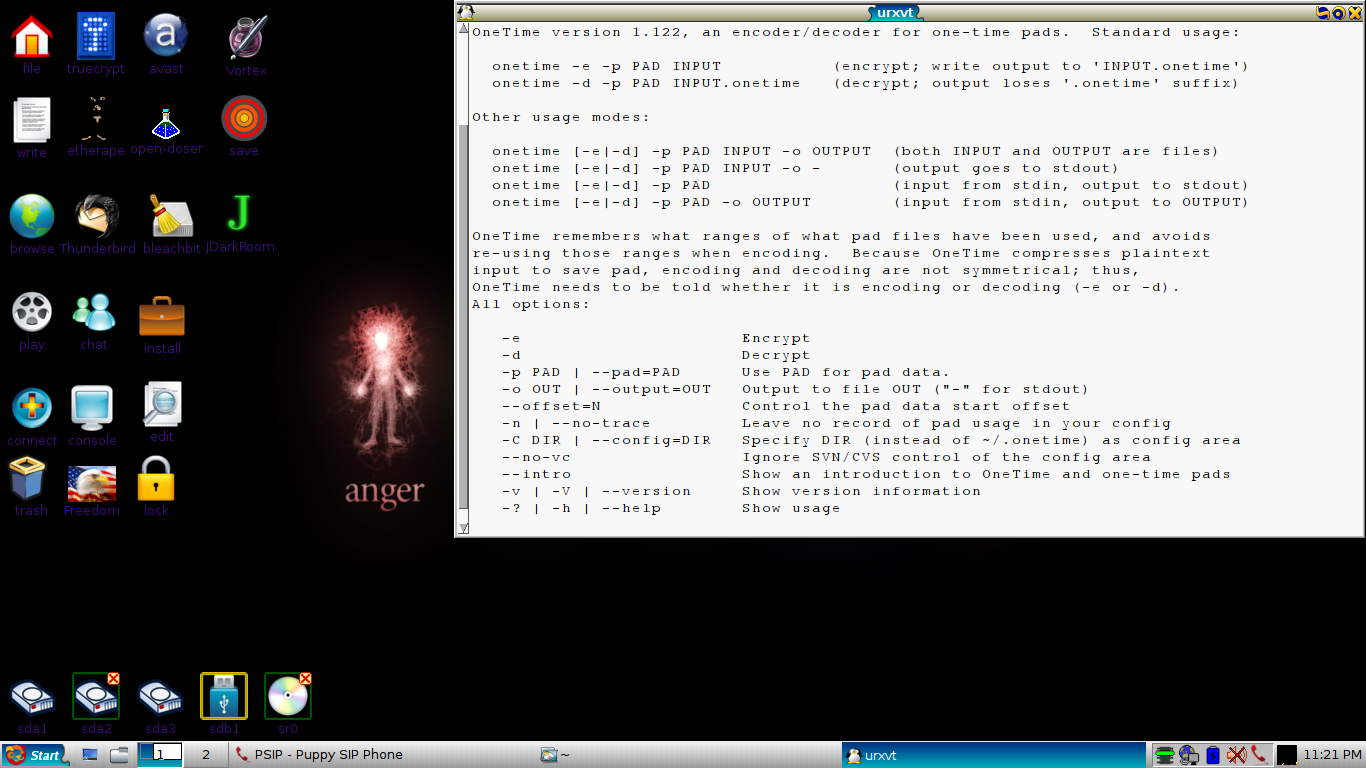 file
truecrypt
avast
Vortex
write
etherape
open-doser
save
browse
Thunderbird
bleachbit
JDarkRoom
play
chat
install
connect
console
edit
trash
Freedom
lock
anger
sda1
sda2
sda3
sdb1
sr0
urxvt
OneTime version 1.122, an encoder/decoder for one-time pads.  Standard usage:
onetime -e -p PAD INPUT           (encrypt; write output to 'INPUT.onetime')
onetime -d -p PAD INPUT.onetime   (decrypt; output loses '.onetime' suffix)
Other usage modes:
onetime [-e|-d] -p PAD INPUT -o OUTPUT  (both INPUT and OUTPUT are files)
onetime [-e|-d] -p PAD INPUT -o -       (output goes to stdout)
onetime [-e|-d] -p PAD                  (input from stdin, output to stdout)
onetime [-e|-d] -p PAD -o OUTPUT        (input from stdin, output to OUTPUT)
OneTime remembers what ranges of what pad files have been used, and avoids
re-using those ranges when encoding.  Because OneTime compresses plaintext
input to save pad, encoding and decoding are not symmetrical; thus,
OneTime needs to be told whether it is encoding or decoding (-e or -d).
All options:
-e                      Encrypt
-d                      Decrypt
-p PAD | --pad=PAD      Use PAD for pad data.
-o OUT | --output=OUT   Output to file OUT ("-" for stdout)
--offset=N              Control the pad data start offset
-n | --no-trace         Leave no record of pad usage in your config
-C DIR | --config=DIR   Specify DIR (instead of ~/.onetime) as config area
--no-vc                 Ignore SVN/CVS control of the config area
--intro                 Show an introduction to OneTime and one-time pads
-v | -V | --version     Show version information
-? | -h | --help        Show usage
Start
1
2
PSIP - Puppy SIP Phone
~
urxvt
11:21 PM